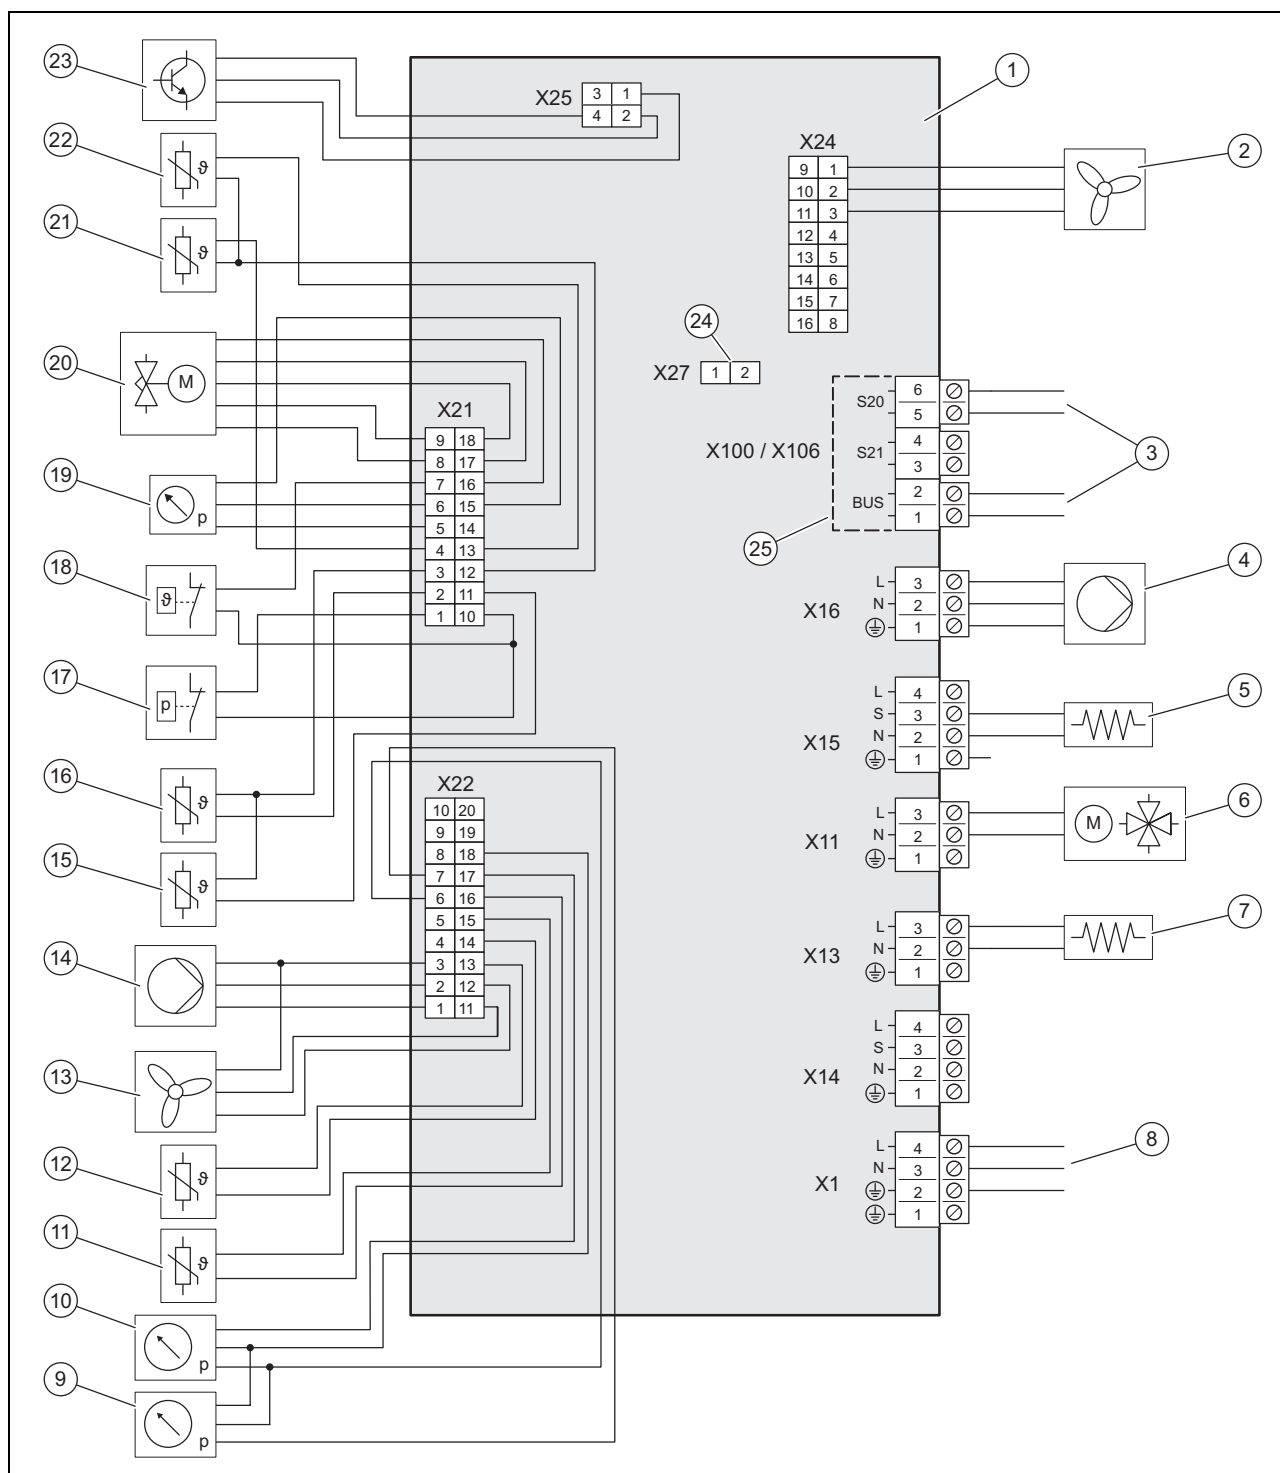 23
X25
3 1
4 2
1
22
X24
9 1
10 2
11 3
12 4
13 5
14 6
15 7
16 8
2
ϑ
21
ϑ
24
X27
1 2
20
M
X21
9 18
8 17
7 16
6 15
5 14
4 13
3 12
2 11
1 10
X100 / X106
S20
6
5
S21
4
3
BUS
2
1
3
25
19
p
18
ϑ
X16
L 3
N 2
1
4
17
p
X15
L 4
S 3
N 2
1
5
16
ϑ
X22
10 20
9 19
8 18
7 17
6 16
5 15
4 14
3 13
2 12
1 11
X11
L 3
N 2
1
M
6
15
ϑ
X13
L 3
N 2
1
7
14
X14
L 4
S 3
N 2
1
13
12
ϑ
X1
L 4
N 3
2
1
8
11
ϑ
10
p
9
p